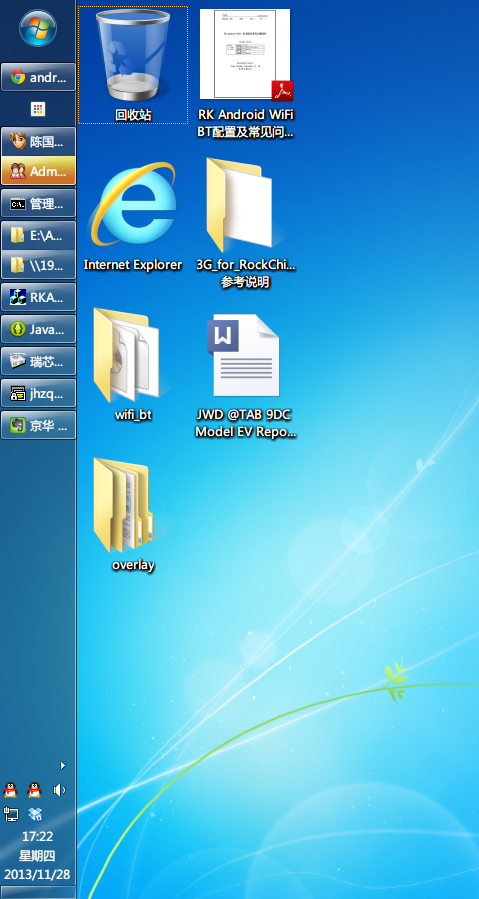 andr...
陈国...
Adm...
管理...
E:\A...
\\19...
RKA...
Java...
瑞芯...
jhzq...
京华 ...
17:22
星期四
2013/11/28
回收站
RK Android WiFi
BT配置及常见问...
Internet Explorer
3G_for_RockChi...
参考说明
wifi_bt
JWD @TAB 9DC
Model EV Repo...
overlay